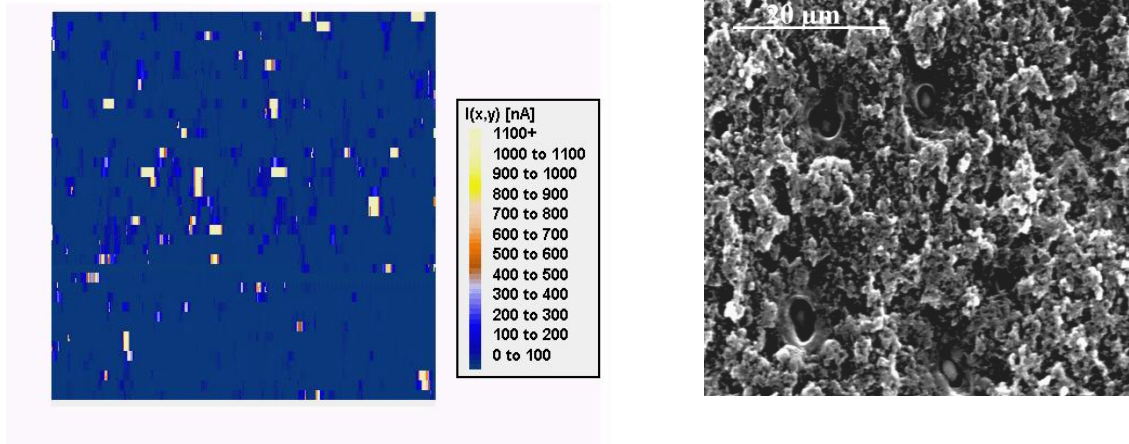 I(x,y) [nA]
1100+
1000 to 1100
900 to 1000
800 to 900
700 to 800
600 to 700
500 to 600
400 to 500
300 to 400
200 to 300
100 to 200
0 to 100
20 µm